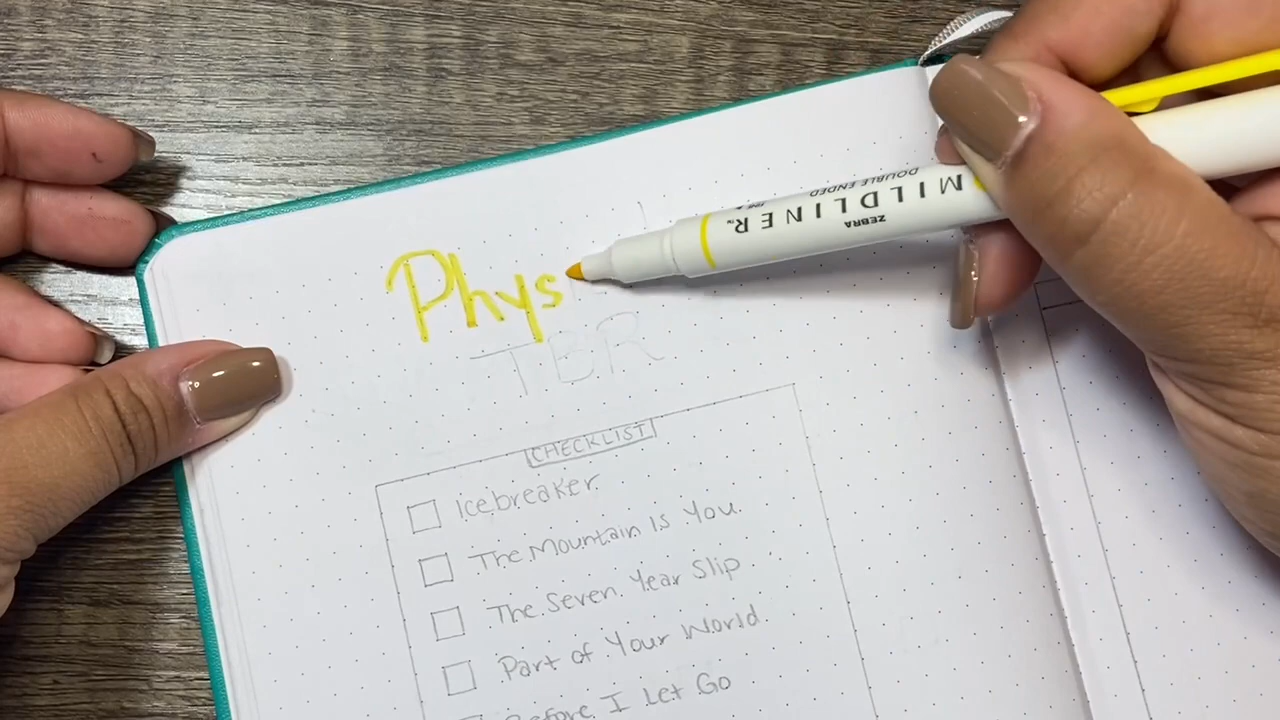 Phys
TBR
CHECKLIST
Icebreaker
The Mountain Is You
The Seven Year Slip
Part of Your World
Before I Let Go
ZEBRA
MILDLINER™
DOUBLE ENDED